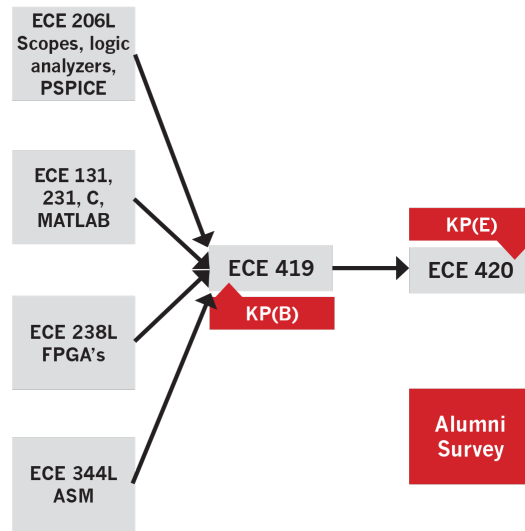 ECE 206L
Scopes, logic
analyzers,
PSPICE
ECE 131,
231, C,
MATLAB
ECE 238L
FPGA's
ECE 344L
ASM
ECE 419
KP(B)
KP(E)
ECE 420
Alumni
Survey